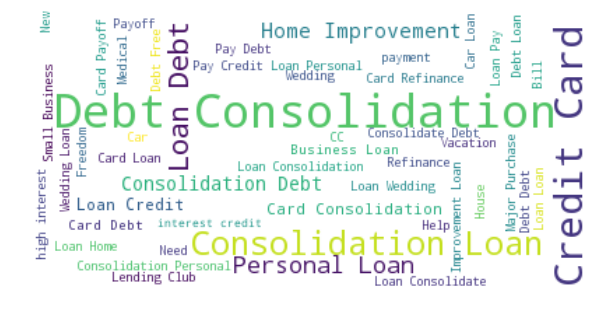 New
Payoff
Card Payoff
Medical
Debt Free
Loan Debt
Home Improvement
Pay Debt
Pay Credit
Loan Personal
Wedding
payment
Card Refinance
Car Loan
Loan Pay
Debt Loan
Bill
Credit Card
Small Business
Debt Consolidation
Car
CC
Consolidate Debt
Vacation
Wedding Loan
Freedom
Card Loan
Business Loan
Loan Consolidation
Refinance
Major Purchase
Consolidation Debt
Loan Wedding
Improvement Loan
House
Debt Debt
Loan Loan
high interest
Loan Credit
Card Consolidation
Card Debt
interest credit
Help
Loan Home
Need
Consolidation Loan
Consolidation Personal
Personal Loan
Lending Club
Loan Consolidate